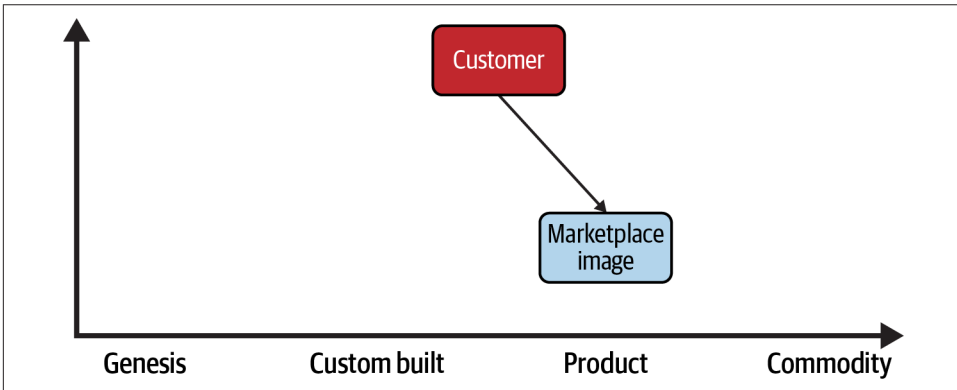 Customer
Marketplace
image
Genesis Custom built Product Commodity